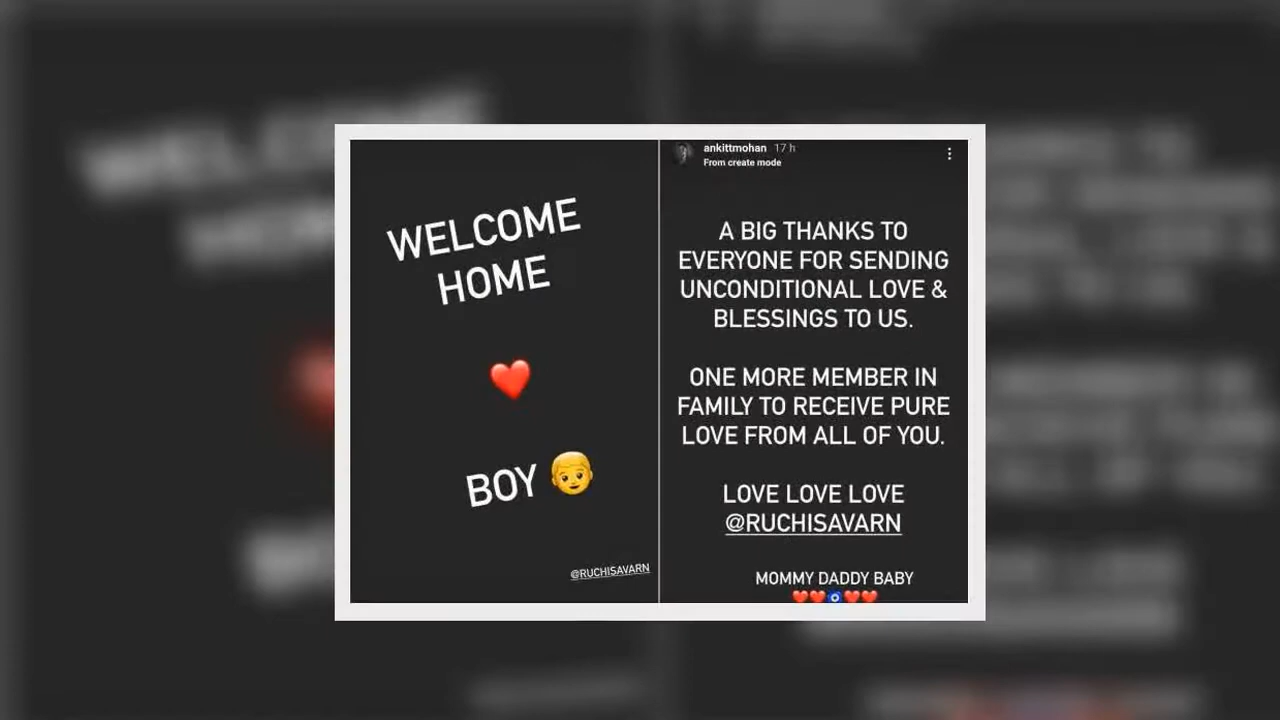 WELCOME
HOME
❤️
BOY 👦
@RUCHISAVARN
ankittmohan 17 h
From create mode
A BIG THANKS TO
EVERYONE FOR SENDING
UNCONDITIONAL LOVE &
BLESSINGS TO US.
ONE MORE MEMBER IN
FAMILY TO RECEIVE PURE
LOVE FROM ALL OF YOU.
LOVE LOVE LOVE
@RUCHISAVARN
MOMMY DADDY BABY
❤️❤️🧿❤️❤️